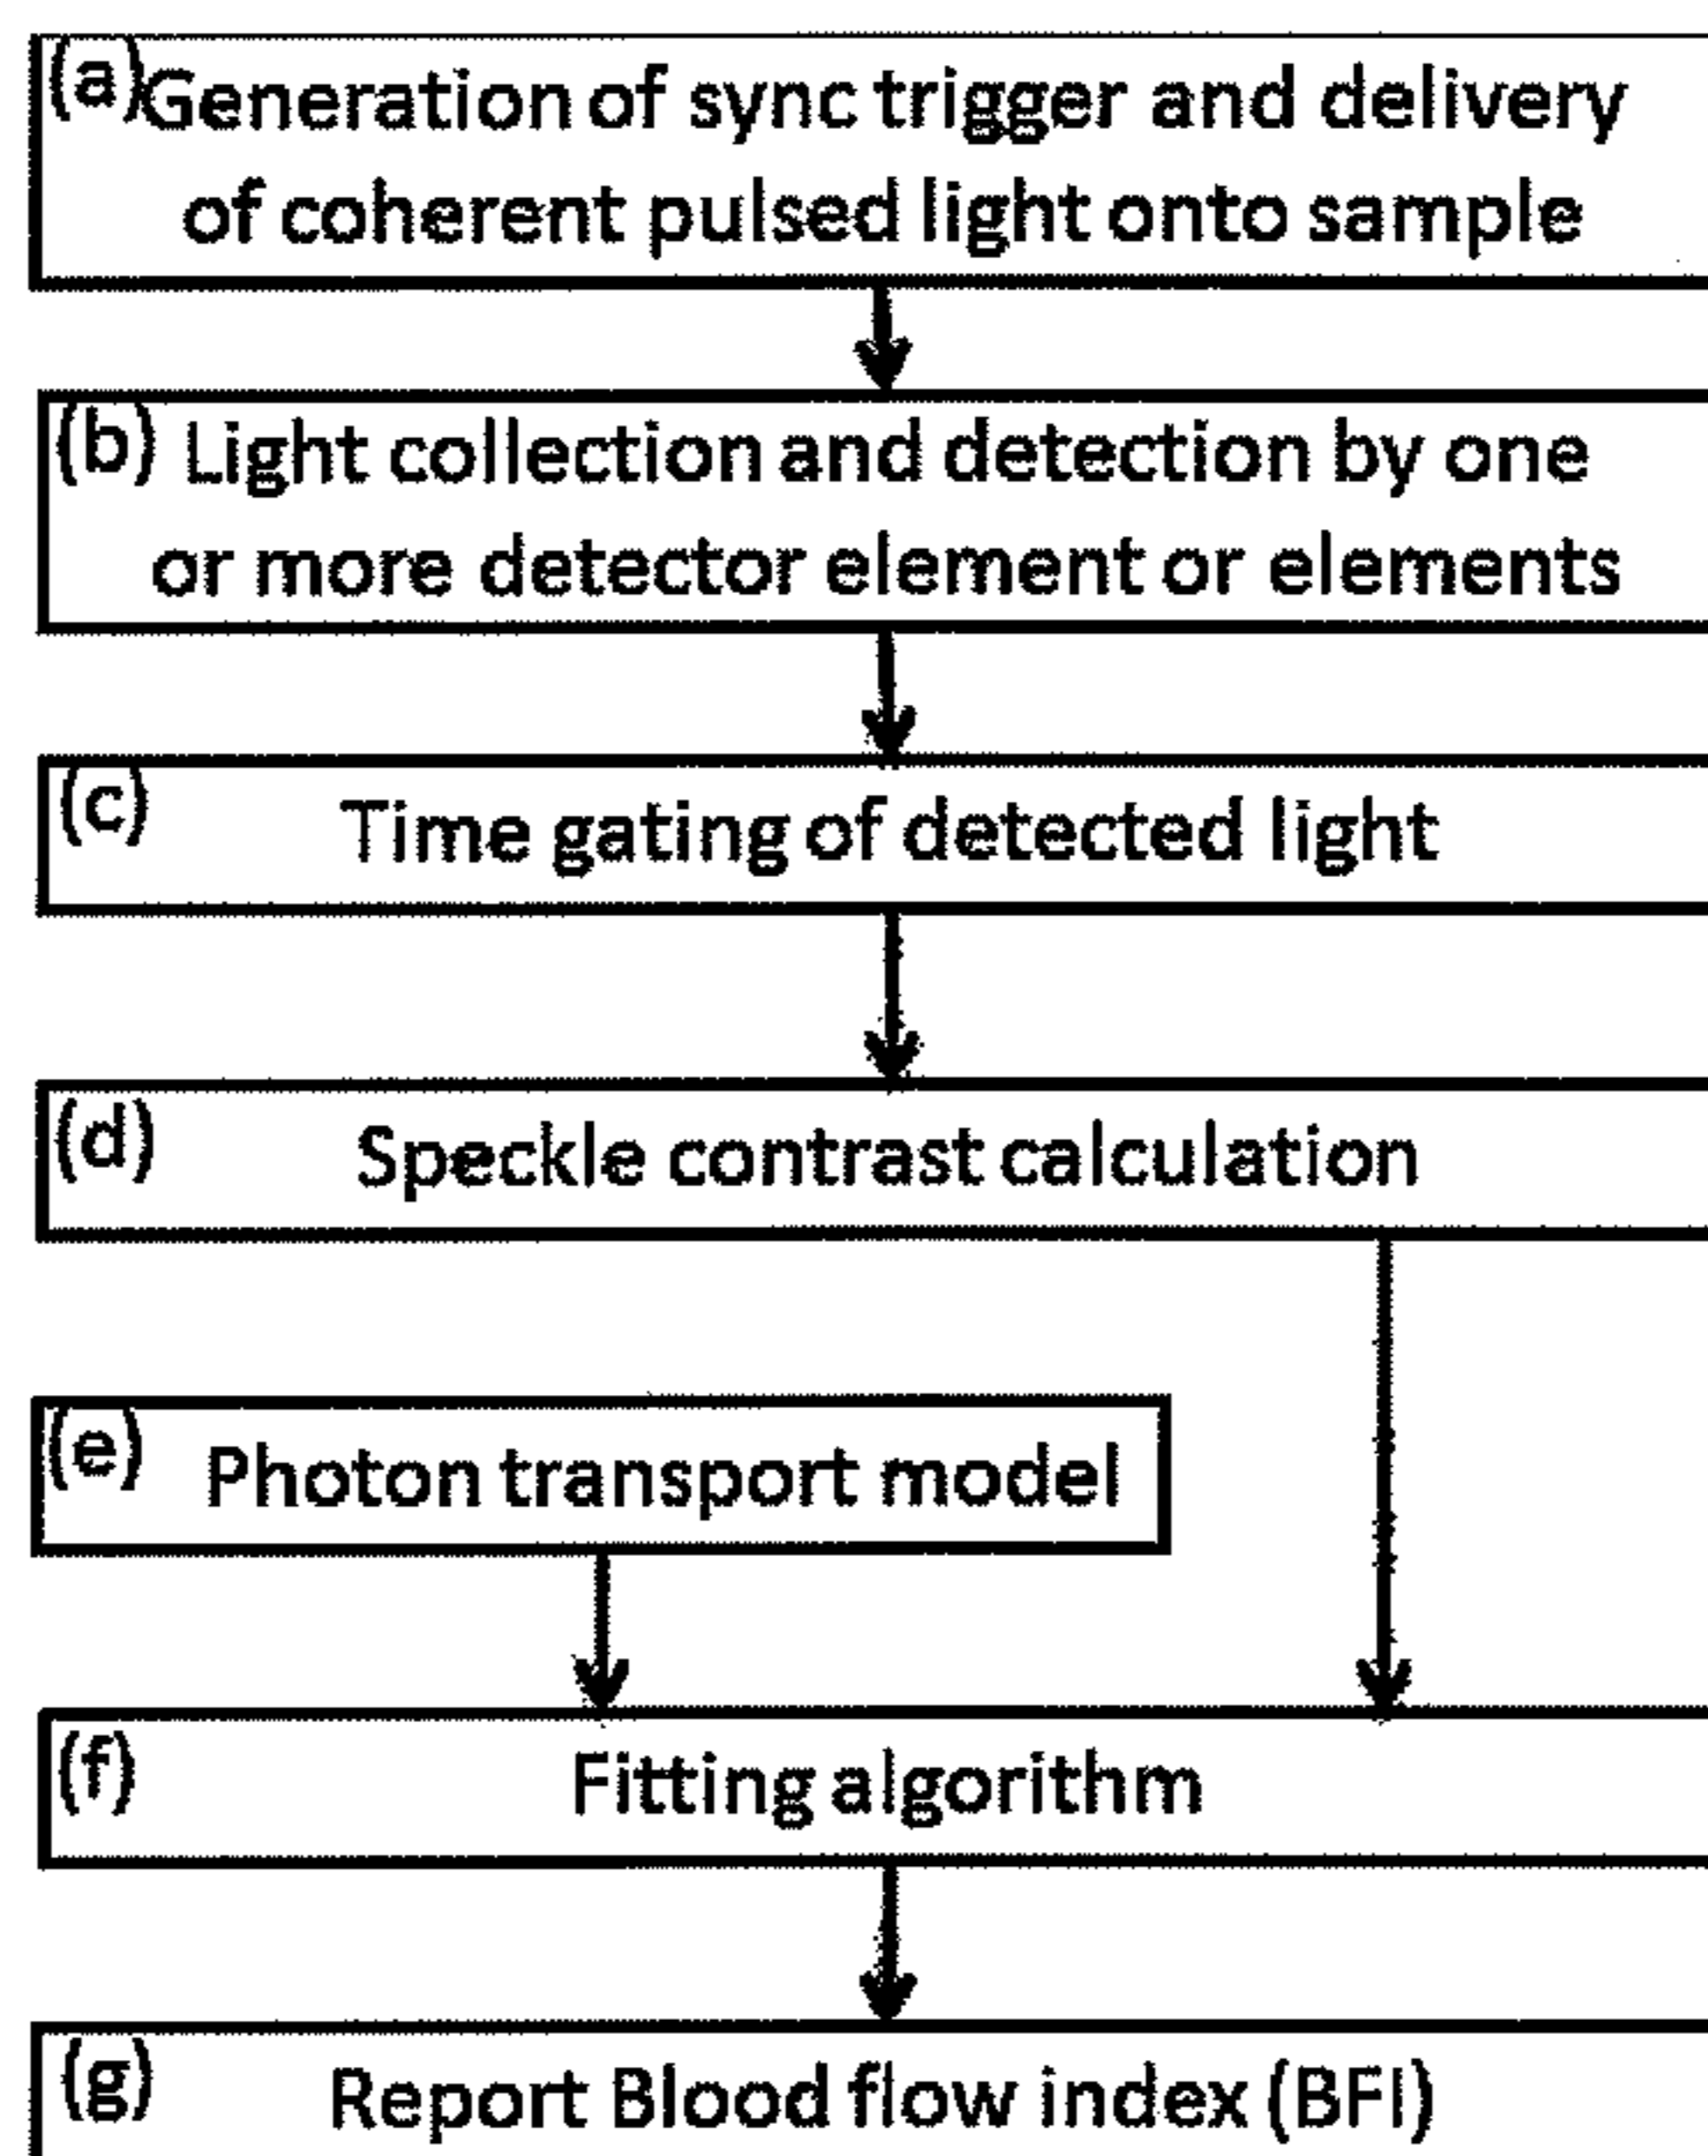 (a) Generation of sync trigger and delivery
of coherent pulsed light onto sample
(b) Light collection and detection by one
or more detector element or elements
(c) Time gating of detected light
(d) Speckle contrast calculation
(e) Photon transport model
(f) Fitting algorithm
(g) Report Blood flow index (BFI)